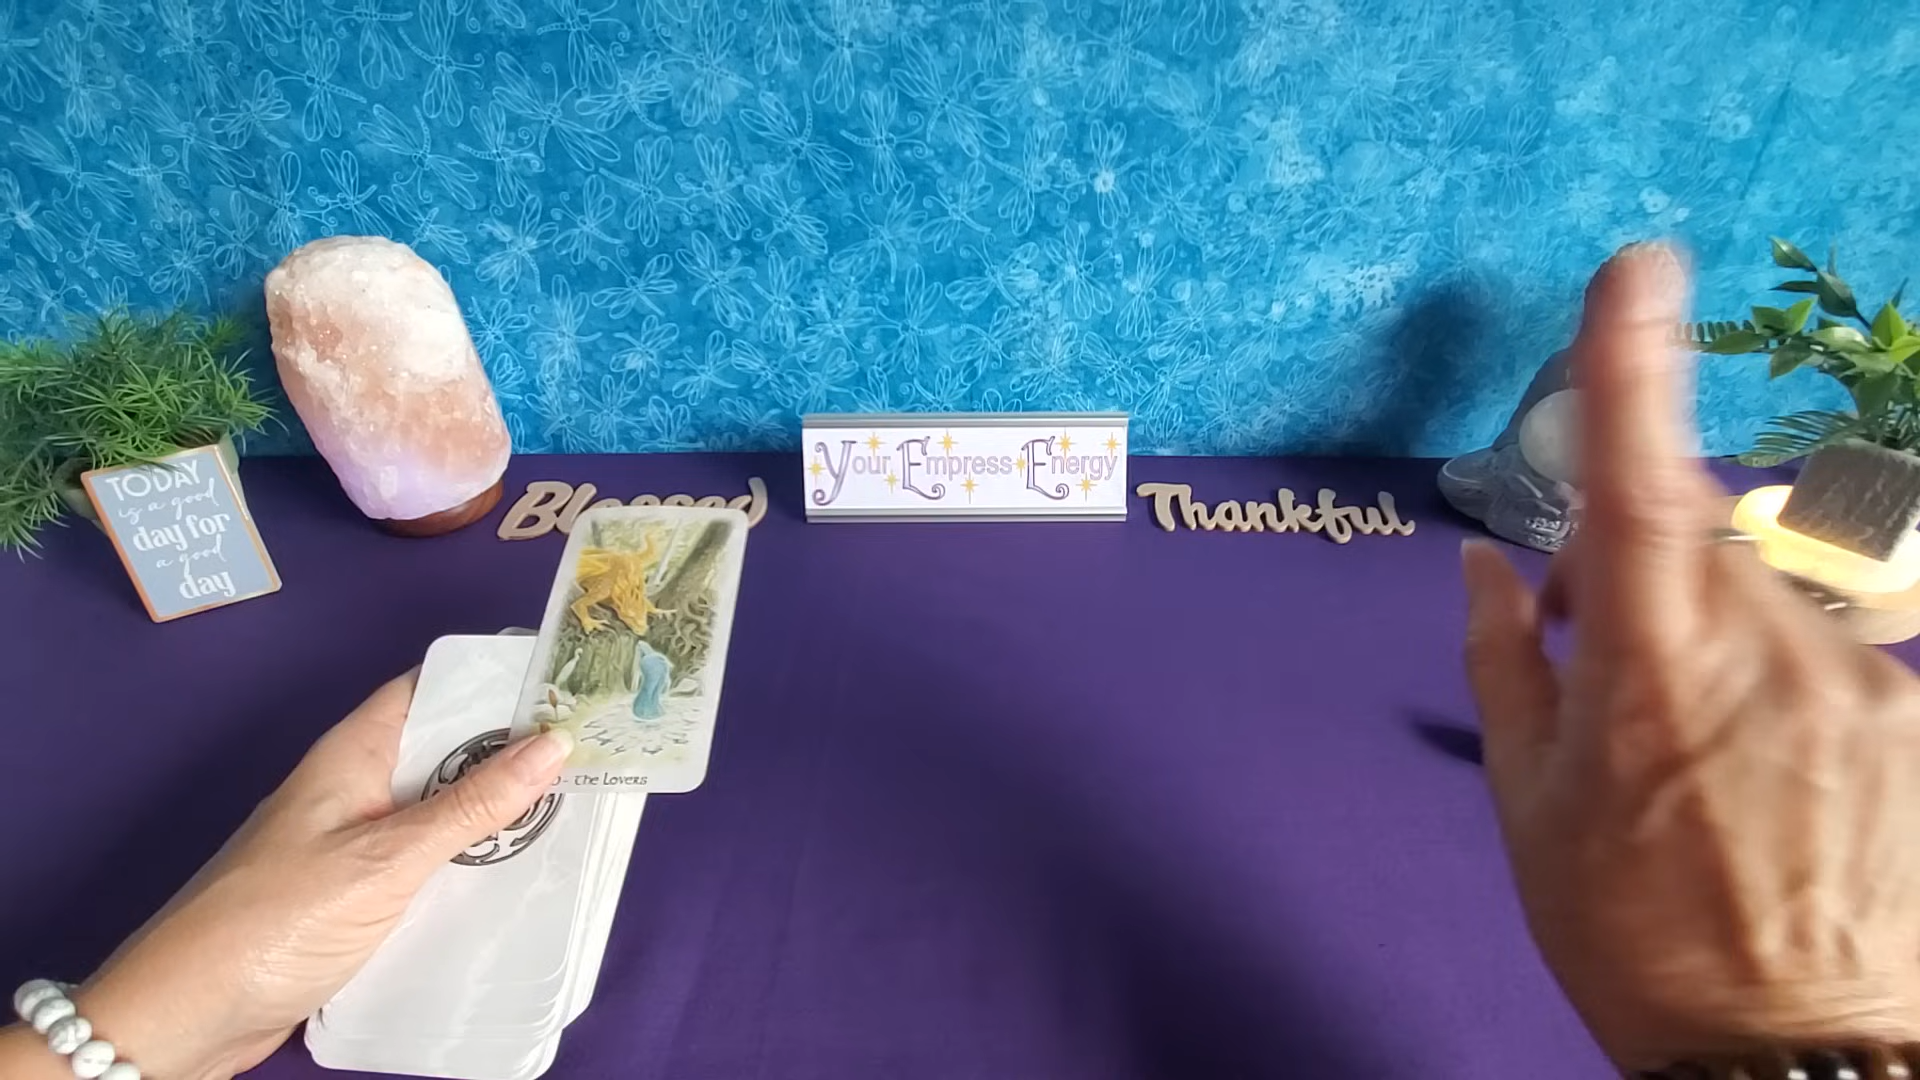 TODAY
is a good
day for
a good
day
Blessed
Your Empress Energy
Thankful
- The Lovers